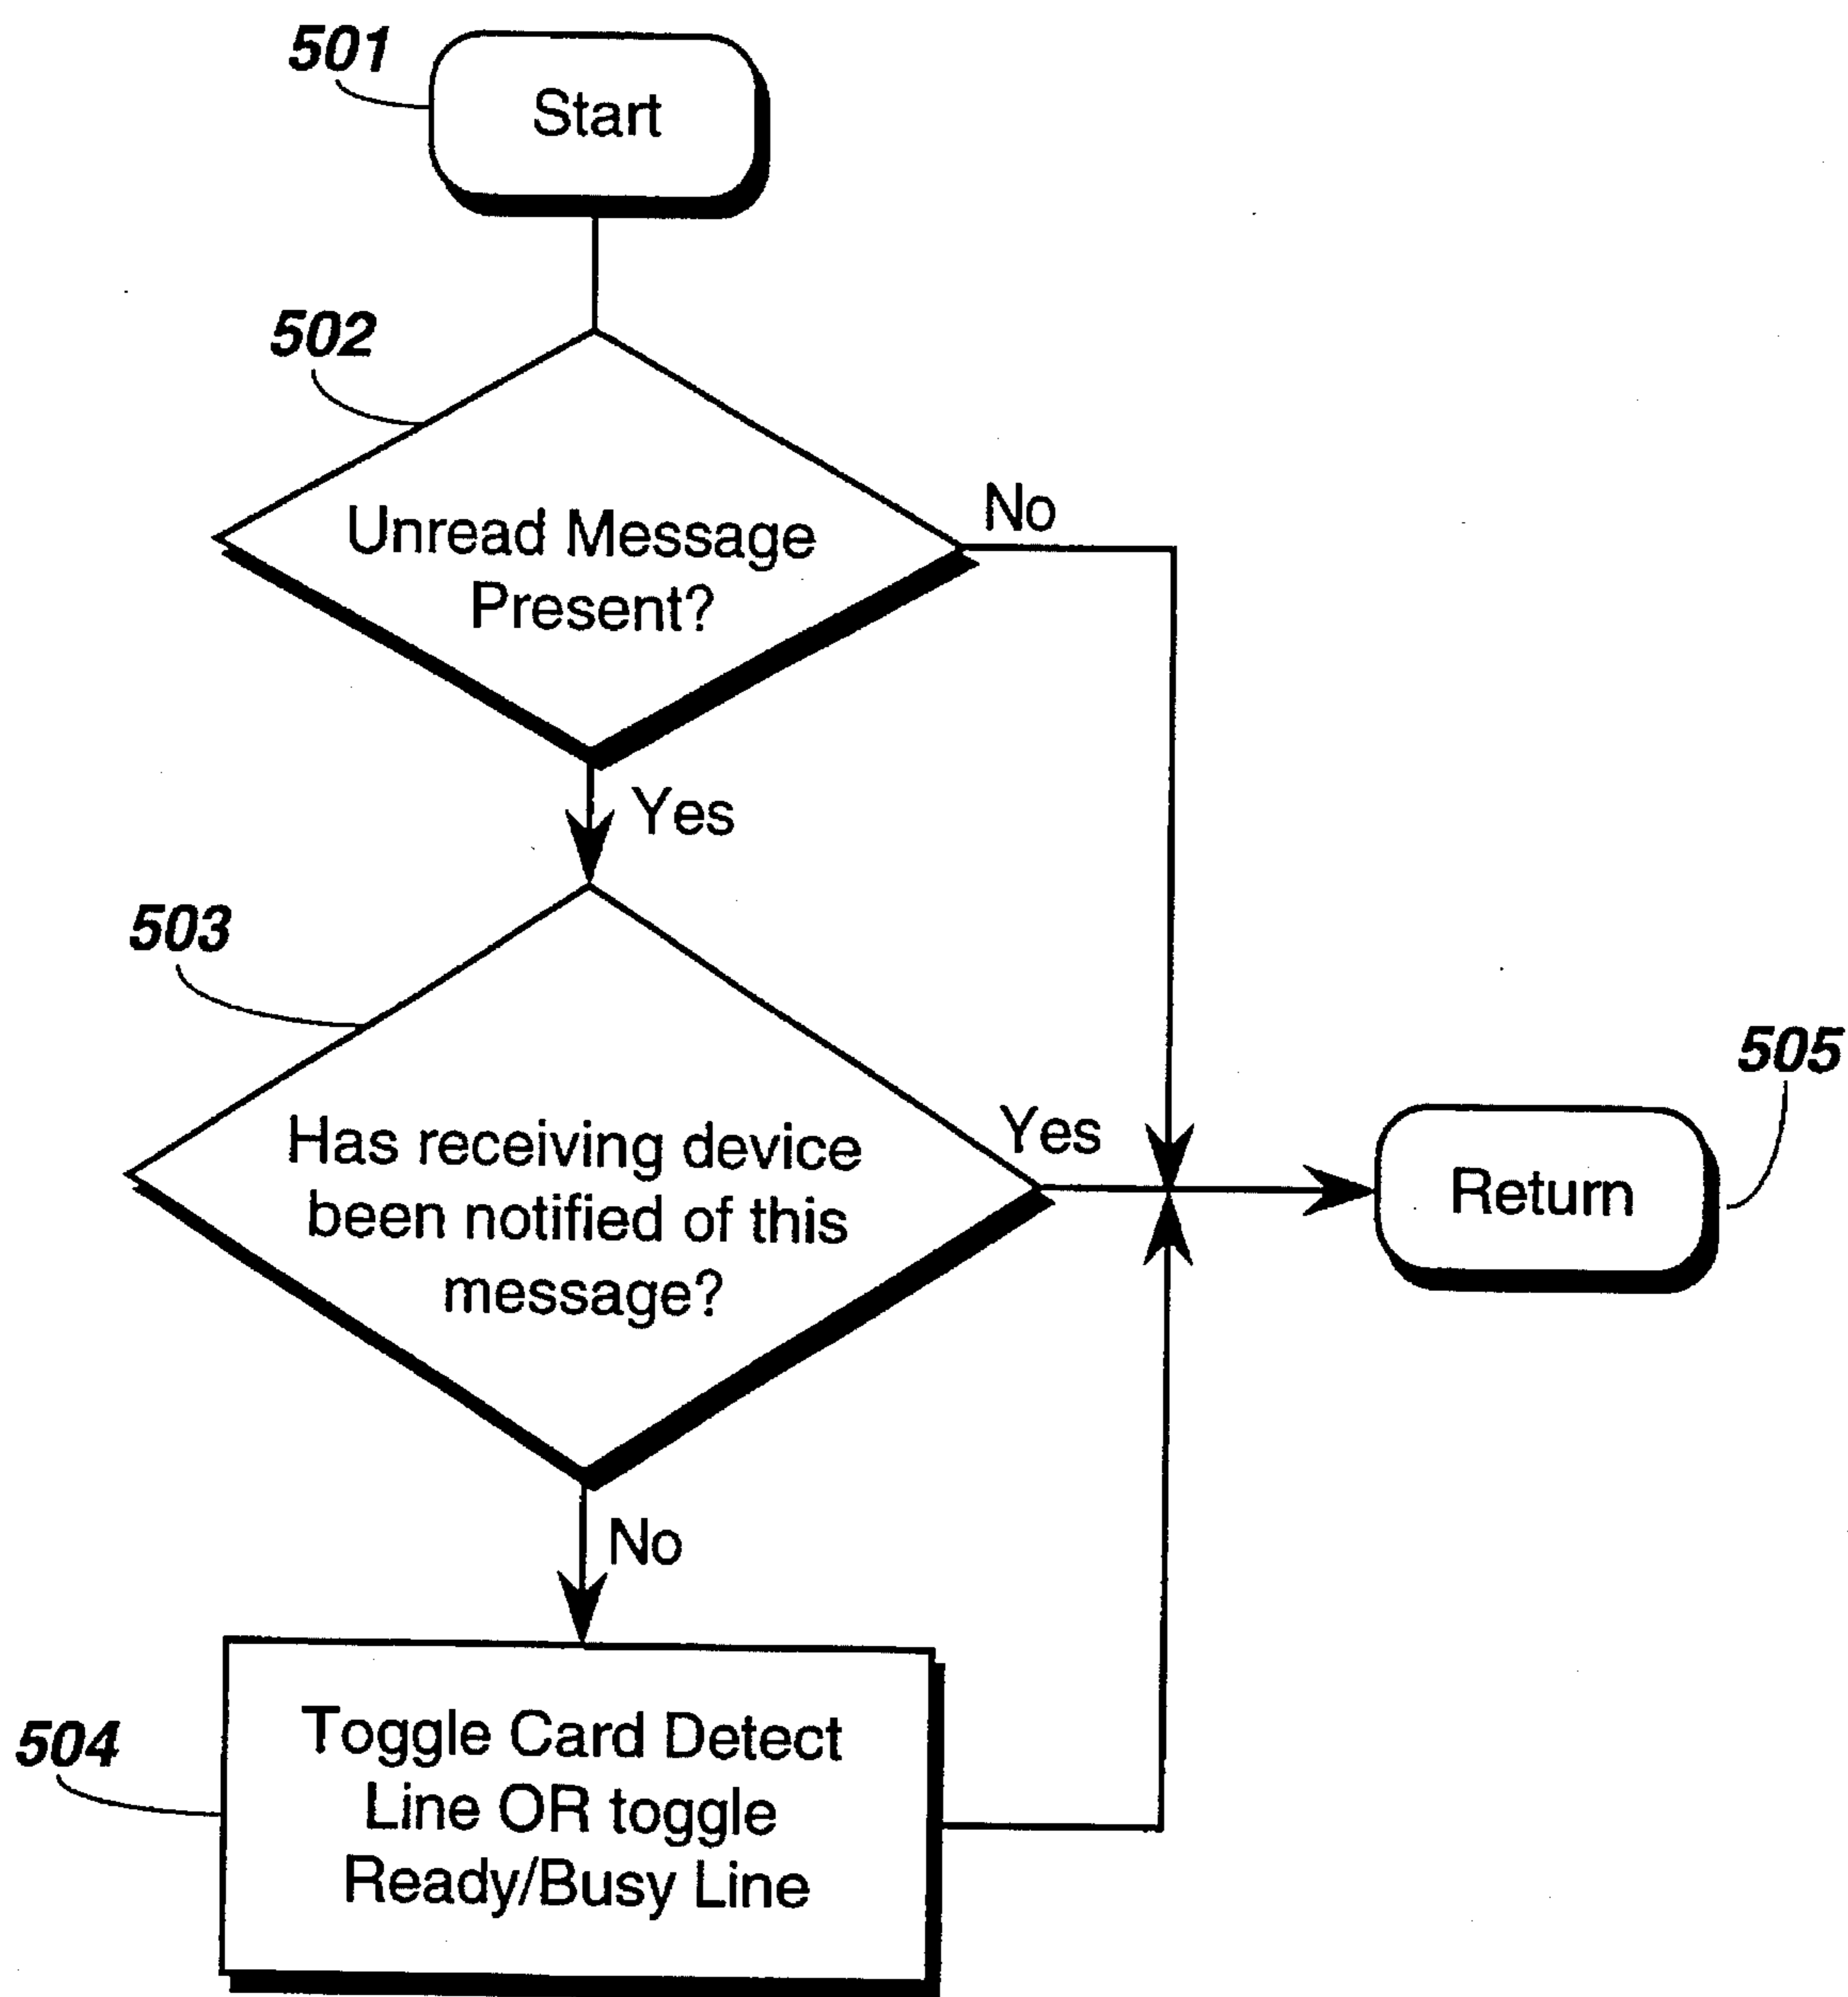 501
Start
502
Unread Message
Present?
No
Yes
503
Has receiving device
been notified of this
message?
Yes
505
Return
No
504
Toggle Card Detect
Line OR toggle
Ready/Busy Line